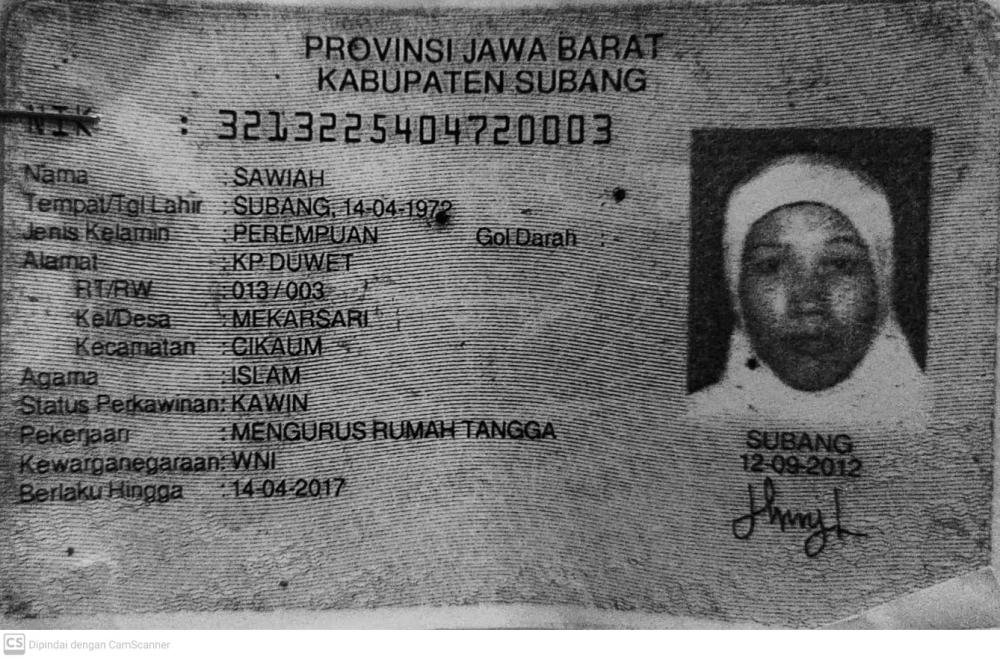 PROVINSI JAWA BARAT
KABUPATEN SUBANG
NIK : 3213225404720003
Nama : SAWIAH
Tempat/Tgl Lahir : SUBANG, 14-04-1972
Jenis Kelamin : PEREMPUAN Gol Darah : -
Alamat : KP DUWET
RT/RW : 013 / 003
Kel/Desa : MEKARSARI
Kecamatan : CIKAUM
Agama : ISLAM
Status Perkawinan: KAWIN
Pekerjaan : MENGURUS RUMAH TANGGA
Kewarganegaraan: WNI
Berlaku Hingga : 14-04-2017
SUBANG
12-09-2012
CS Dipindai dengan CamScanner